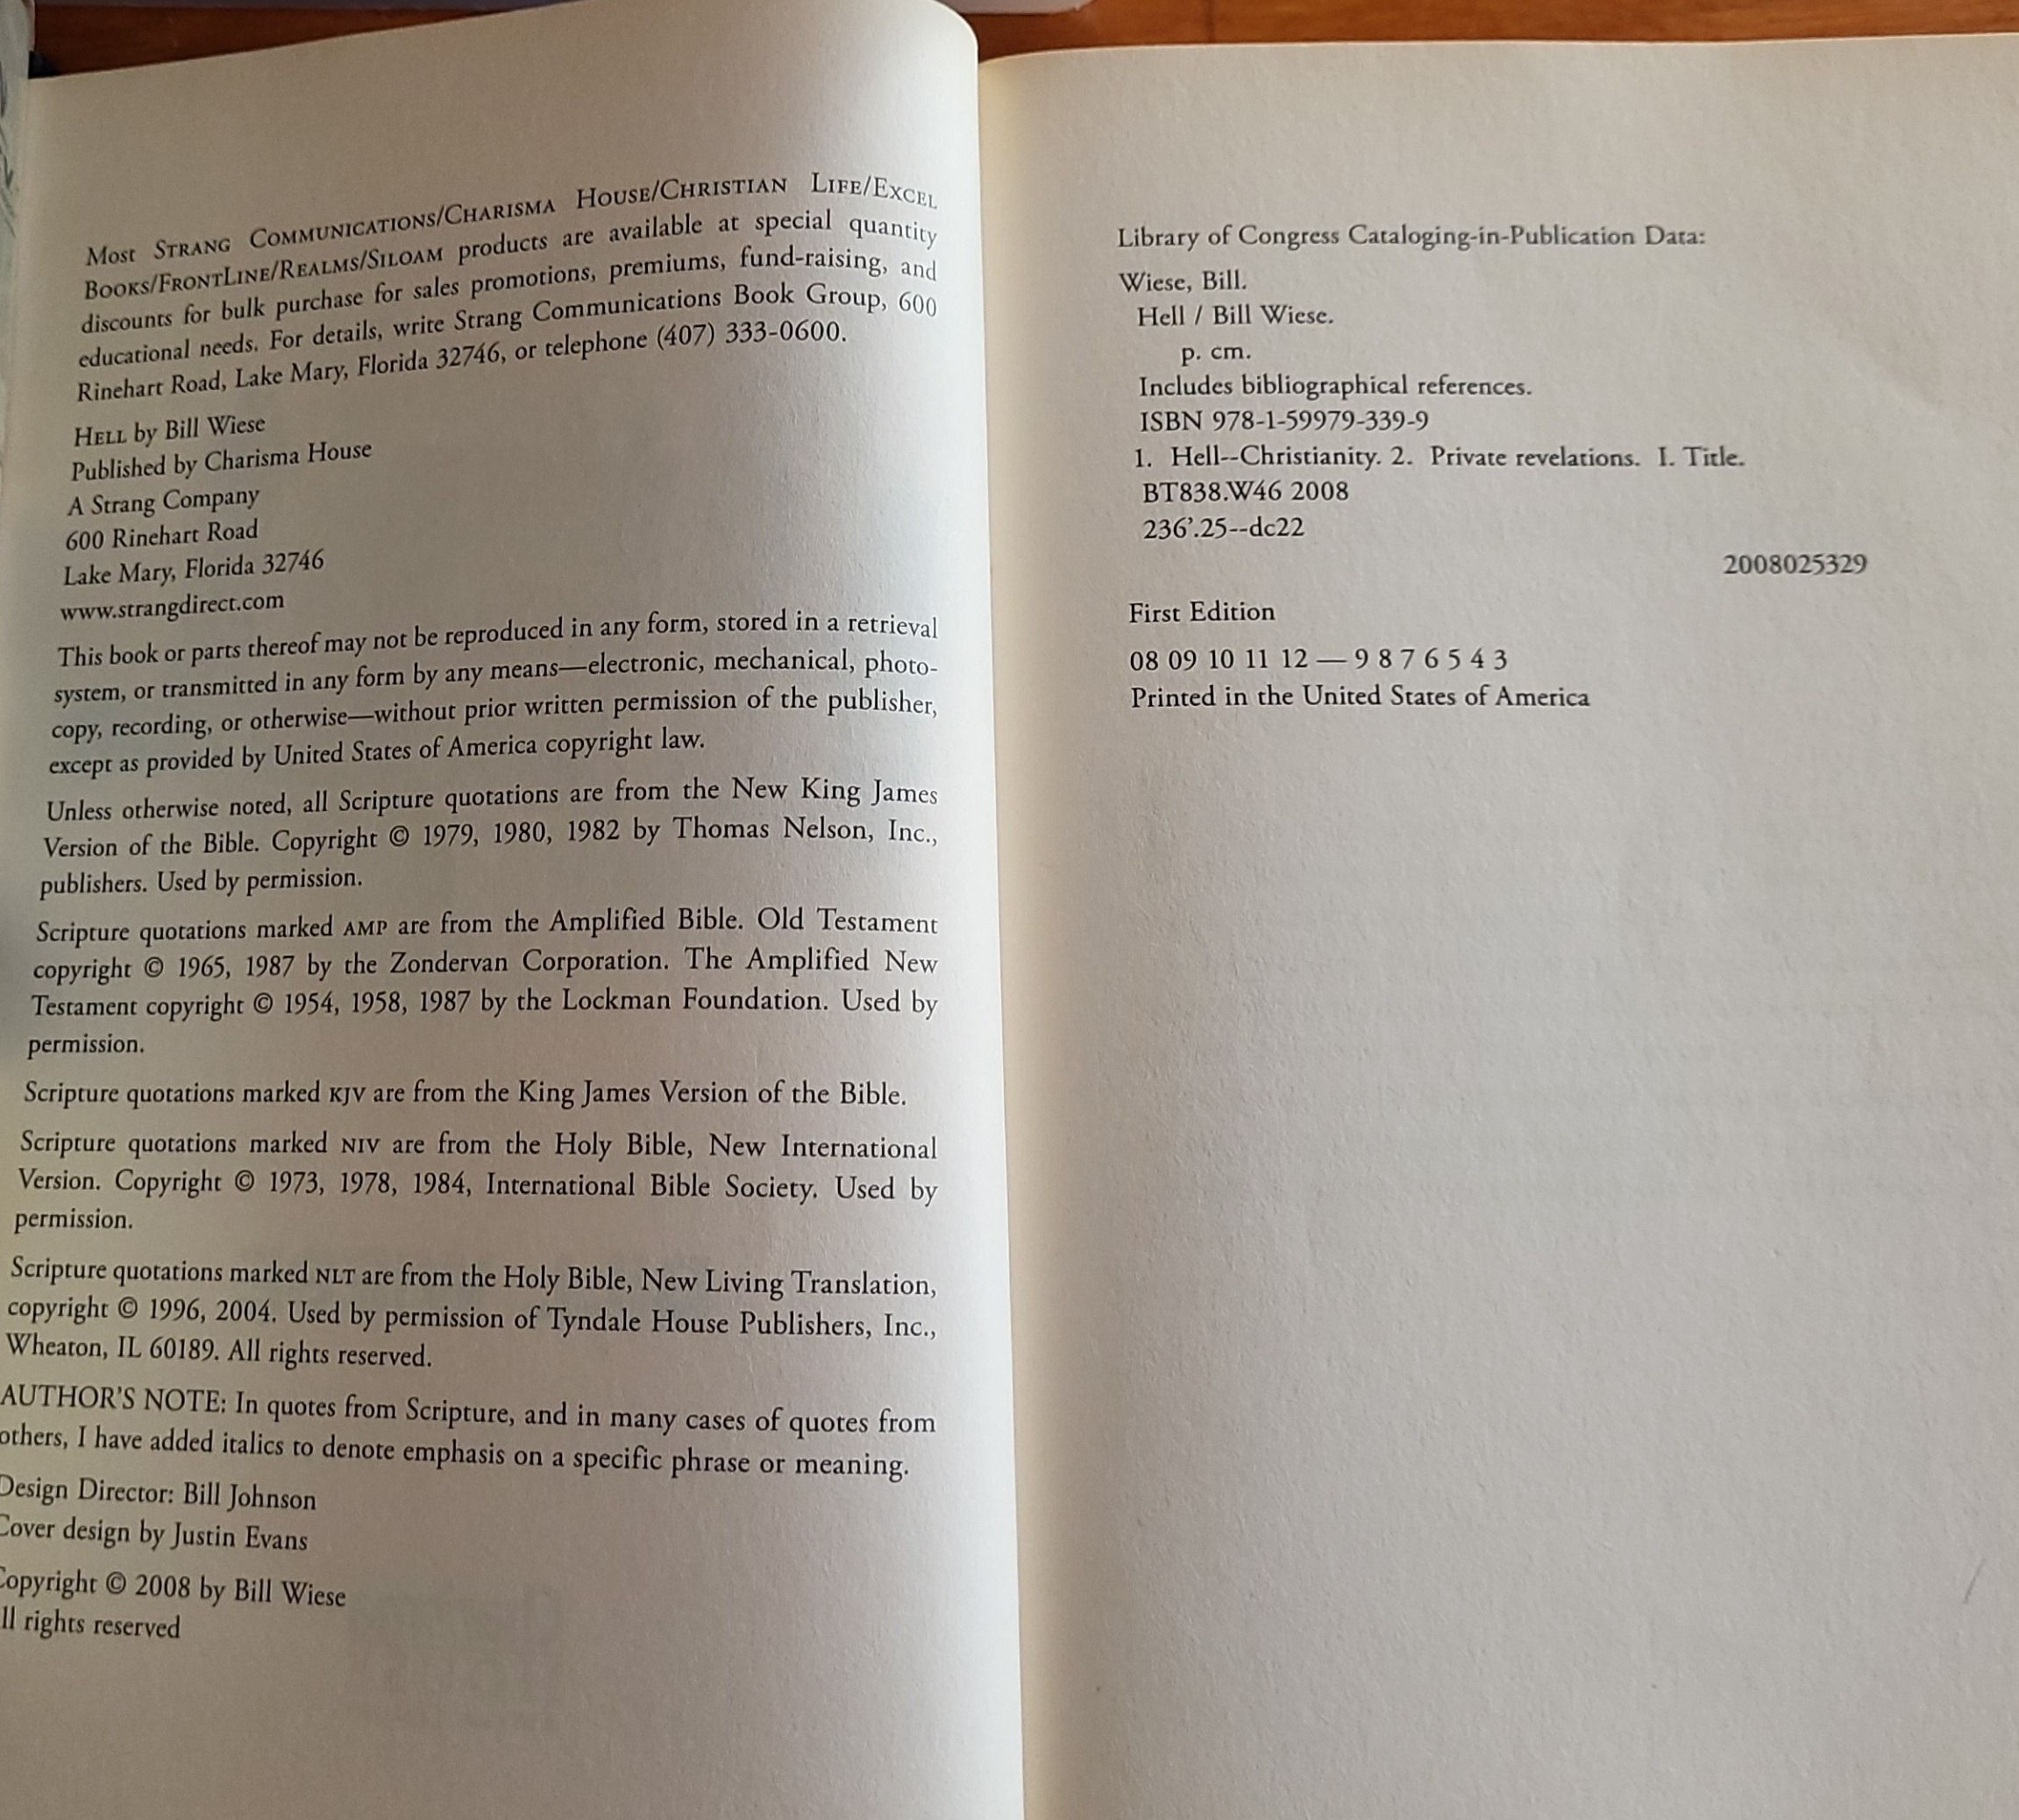 Most Strang Communications/Charisma House/Christian Life/Excel
Books/FrontLine/Realms/Siloam products are available at special quantity
discounts for bulk purchase for sales promotions, premiums, fund-raising, and
educational needs. For details, write Strang Communications Book Group, 600
Rinehart Road, Lake Mary, Florida 32746, or telephone (407) 333-0600.
Hell by Bill Wiese
Published by Charisma House
A Strang Company
600 Rinehart Road
Lake Mary, Florida 32746
www.strangdirect.com
This book or parts thereof may not be reproduced in any form, stored in a retrieval
system, or transmitted in any form by any means—electronic, mechanical, photo-
copy, recording, or otherwise—without prior written permission of the publisher,
except as provided by United States of America copyright law.
Unless otherwise noted, all Scripture quotations are from the New King James
Version of the Bible. Copyright © 1979, 1980, 1982 by Thomas Nelson, Inc.,
publishers. Used by permission.
Scripture quotations marked AMP are from the Amplified Bible. Old Testament
copyright © 1965, 1987 by the Zondervan Corporation. The Amplified New
Testament copyright © 1954, 1958, 1987 by the Lockman Foundation. Used by
permission.
Scripture quotations marked KJV are from the King James Version of the Bible.
Scripture quotations marked NIV are from the Holy Bible, New International
Version. Copyright © 1973, 1978, 1984, International Bible Society. Used by
permission.
Scripture quotations marked NLT are from the Holy Bible, New Living Translation,
copyright © 1996, 2004. Used by permission of Tyndale House Publishers, Inc.,
Wheaton, IL 60189. All rights reserved.
AUTHOR'S NOTE: In quotes from Scripture, and in many cases of quotes from
others, I have added italics to denote emphasis on a specific phrase or meaning.
Design Director: Bill Johnson
Cover design by Justin Evans
Copyright © 2008 by Bill Wiese
ll rights reserved
Library of Congress Cataloging-in-Publication Data:
Wiese, Bill.
Hell / Bill Wiese.
p. cm.
Includes bibliographical references.
ISBN 978-1-59979-339-9
1. Hell--Christianity. 2. Private revelations. I. Title.
BT838.W46 2008
236'.25--dc22
2008025329
First Edition
08 09 10 11 12 — 9 8 7 6 5 4 3
Printed in the United States of America